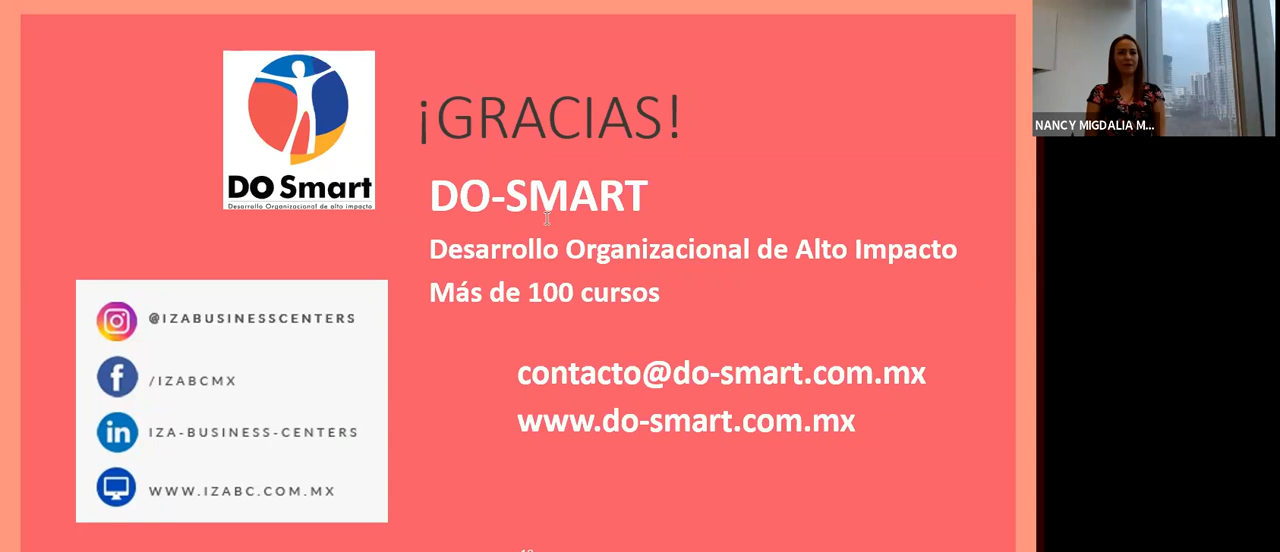 DO Smart
Desarrollo Organizacional de alto impacto
¡GRACIAS!
DO-SMART
Desarrollo Organizacional de Alto Impacto
Más de 100 cursos
contacto@do-smart.com.mx
www.do-smart.com.mx
@IZABUSINESSCENTERS
/IZABCMX
IZA-BUSINESS-CENTERS
WWW.IZABC.COM.MX
NANCY MIGDALIA M...